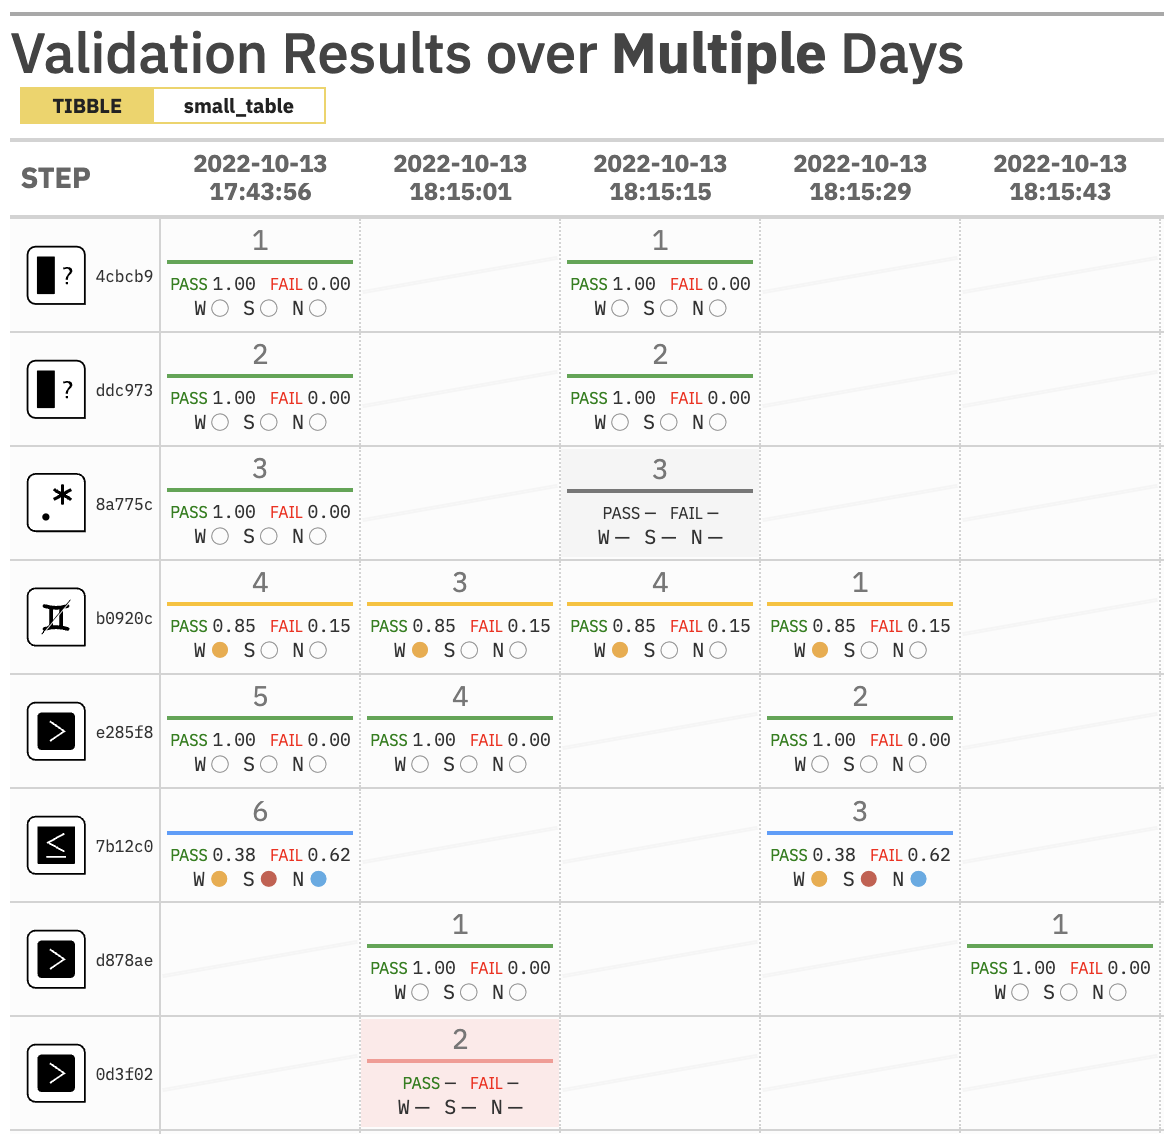 Validation Results over Multiple Days
TIBBLE small_table
STEP 2022-10-13 17:43:56 2022-10-13 18:15:01 2022-10-13 18:15:15 2022-10-13 18:15:29 2022-10-13 18:15:43
1 1
? 4cbcb9 PASS 1.00 FAIL 0.00 PASS 1.00 FAIL 0.00
W S N W S N
2 2
? ddc973 PASS 1.00 FAIL 0.00 PASS 1.00 FAIL 0.00
W S N W S N
3 3
.* 8a775c PASS 1.00 FAIL 0.00 PASS — FAIL —
W S N W — S — N —
4 3 4 1
b0920c PASS 0.85 FAIL 0.15 PASS 0.85 FAIL 0.15 PASS 0.85 FAIL 0.15 PASS 0.85 FAIL 0.15
W S N W S N W S N W S N
5 4 2
> e285f8 PASS 1.00 FAIL 0.00 PASS 1.00 FAIL 0.00 PASS 1.00 FAIL 0.00
W S N W S N W S N
6 3
≤ 7b12c0 PASS 0.38 FAIL 0.62 PASS 0.38 FAIL 0.62
W S N W S N
1 1
> d878ae PASS 1.00 FAIL 0.00 PASS 1.00 FAIL 0.00
W S N W S N
2
> 0d3f02 PASS — FAIL —
W — S — N —